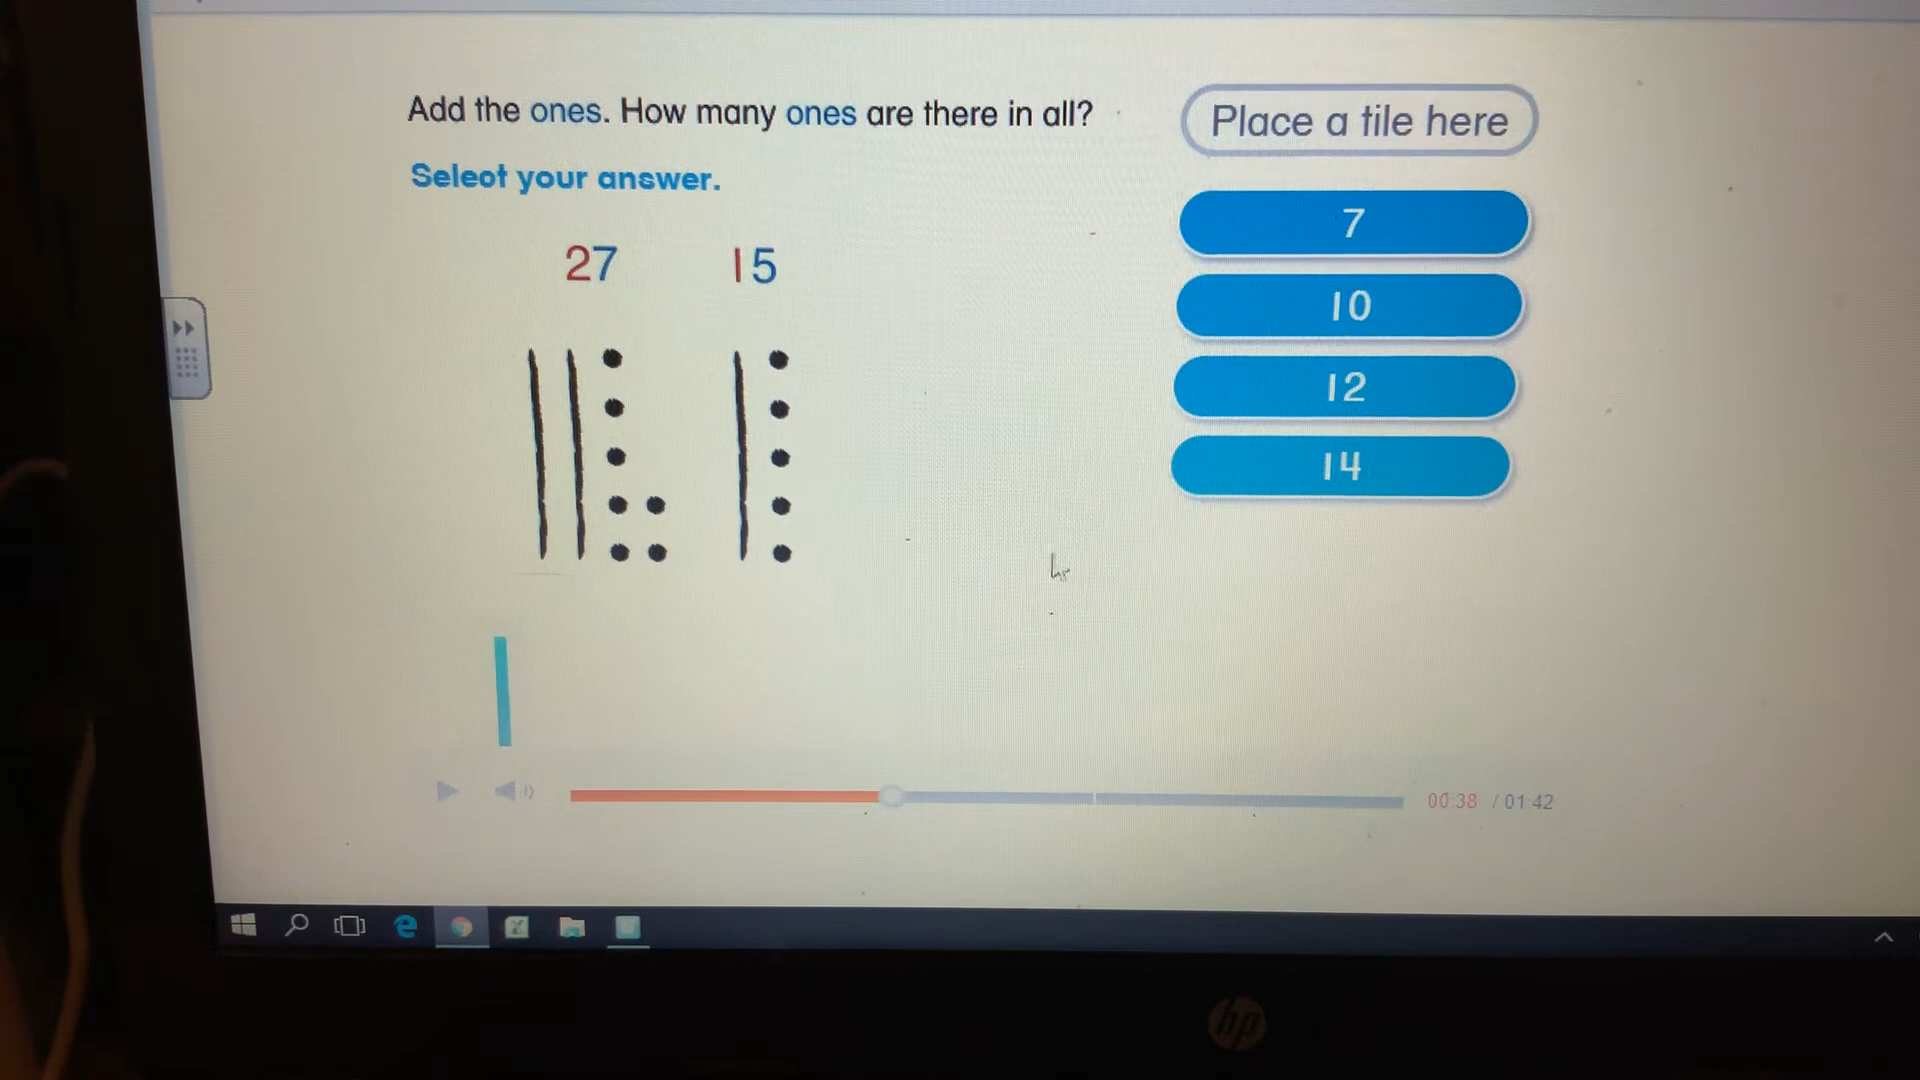 Add the ones. How many ones are there in all?
Place a tile here
Select your answer.
27 15
7
10
12
14
00:38 / 01:42
hp